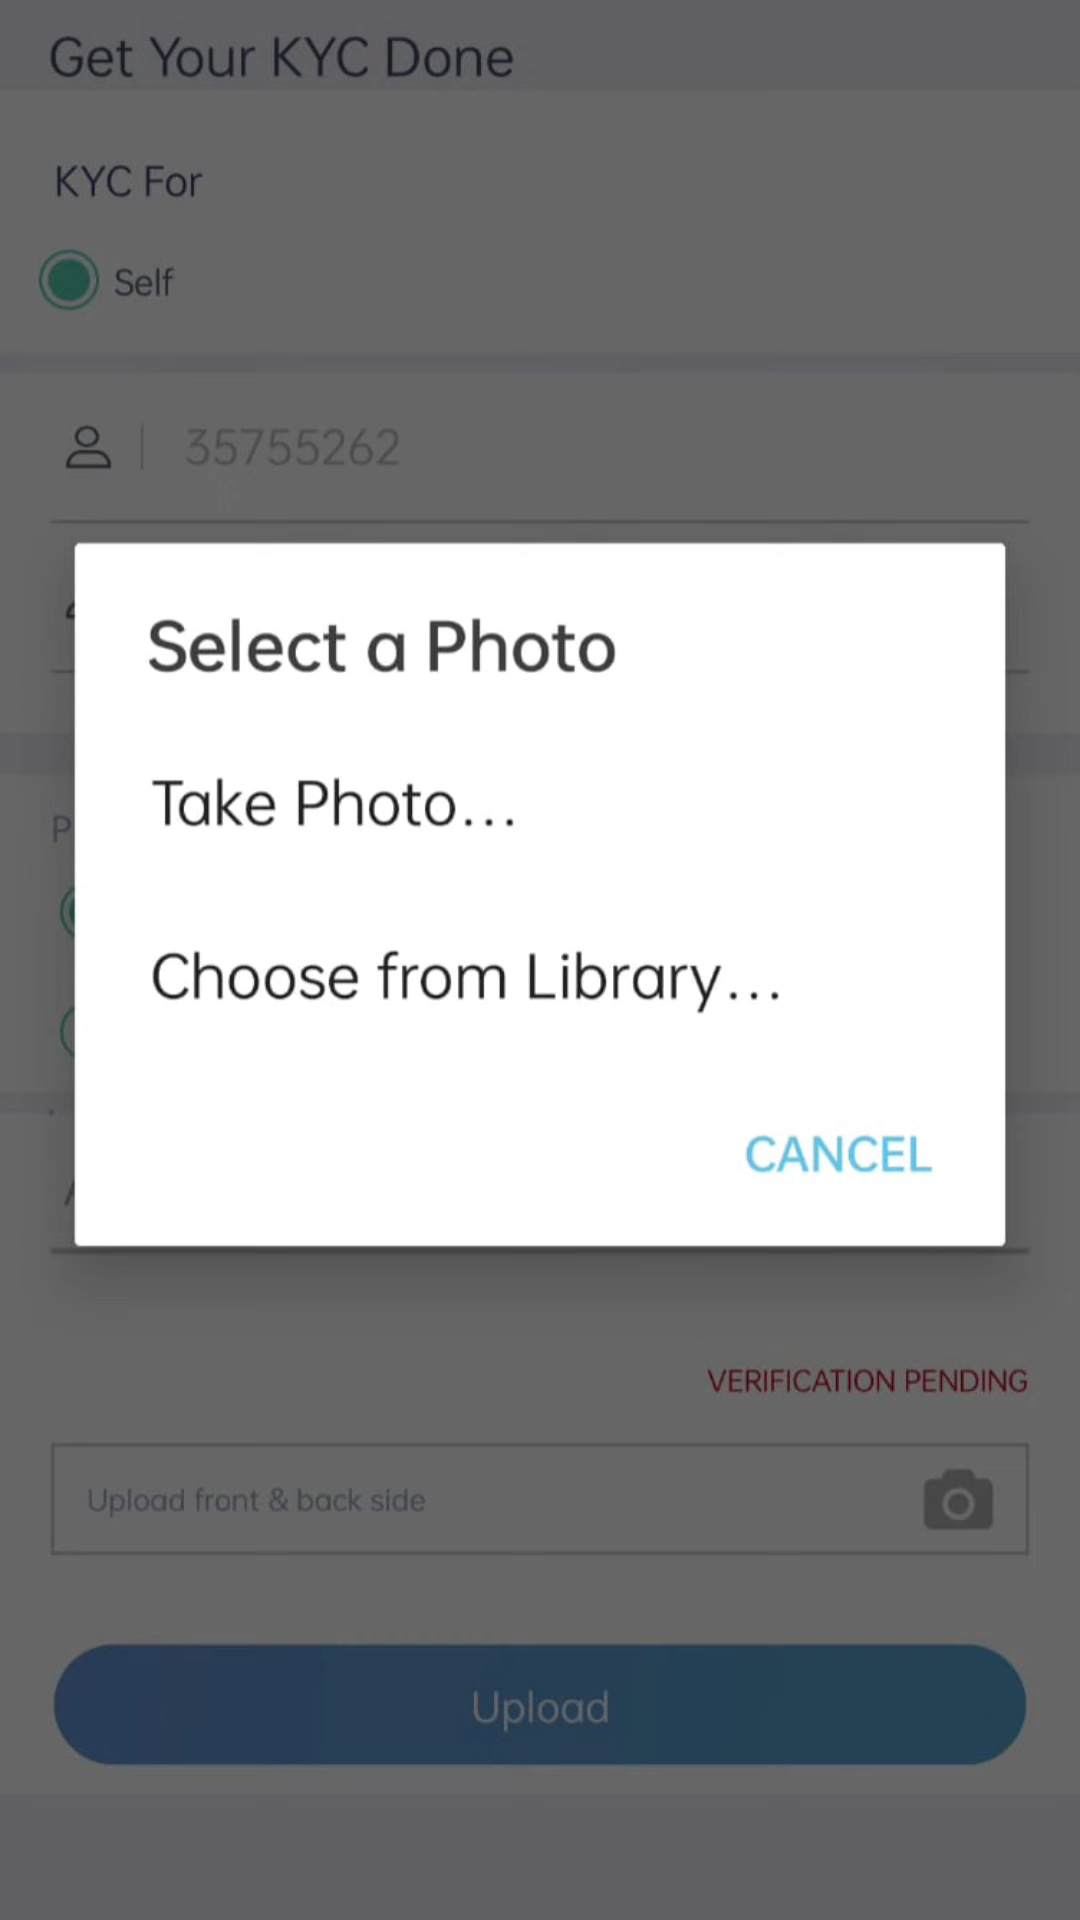 Get Your KYC Done
KYC For
Self
35755262
Select a Photo
Take Photo...
Choose from Library...
CANCEL
VERIFICATION PENDING
Upload front & back side
Upload